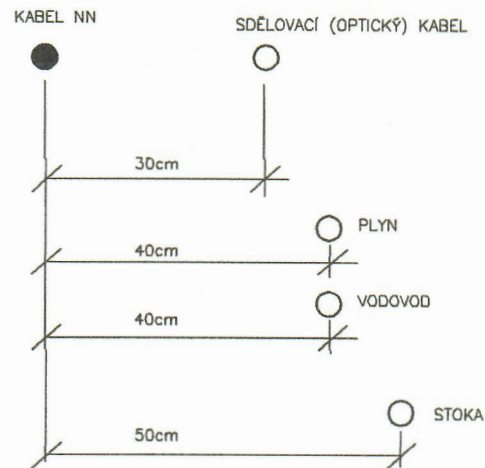 KABEL NN
SDĚLOVACÍ (OPTICKÝ) KABEL
30cm
PLYN
40cm
VODOVOD
40cm
STOKA
50cm